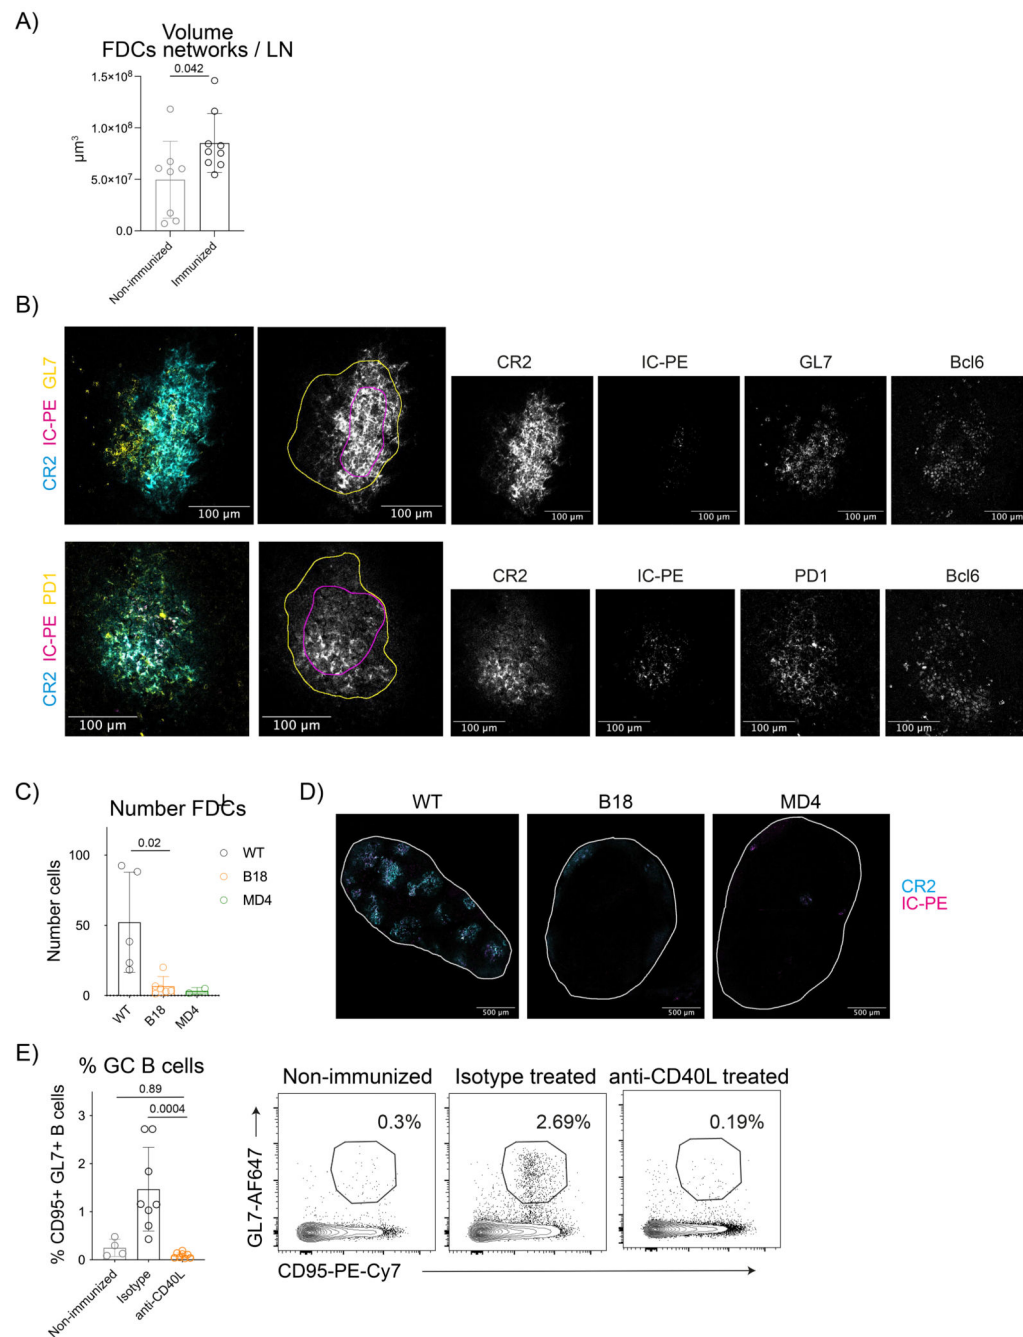 A)
Volume
FDCs networks / LN
0.042
1.5×10⁸
1.0×10⁸
5.0×10⁷
0.0
µm³
Non-immunized
Immunized
B)
CR2 IC-PE GL7
100 µm
100 µm
CR2
100 µm
IC-PE
100 µm
GL7
100 µm
Bcl6
100 µm
CR2 IC-PE PD1
100 µm
100 µm
CR2
100 µm
IC-PE
100 µm
PD1
100 µm
Bcl6
100 µm
C)
Number FDCs
0.02
100
50
0
Number cells
WT
B18
MD4
WT
B18
MD4
D)
WT
B18
MD4
500 µm
500 µm
500 µm
CR2
IC-PE
E)
% GC B cells
0.89
0.0004
3
2
1
0
% CD95+ GL7+ B cells
Non-immunized
Isotype
anti-CD40L
Non-immunized
0.3%
Isotype treated
2.69%
anti-CD40L treated
0.19%
GL7-AF647
CD95-PE-Cy7